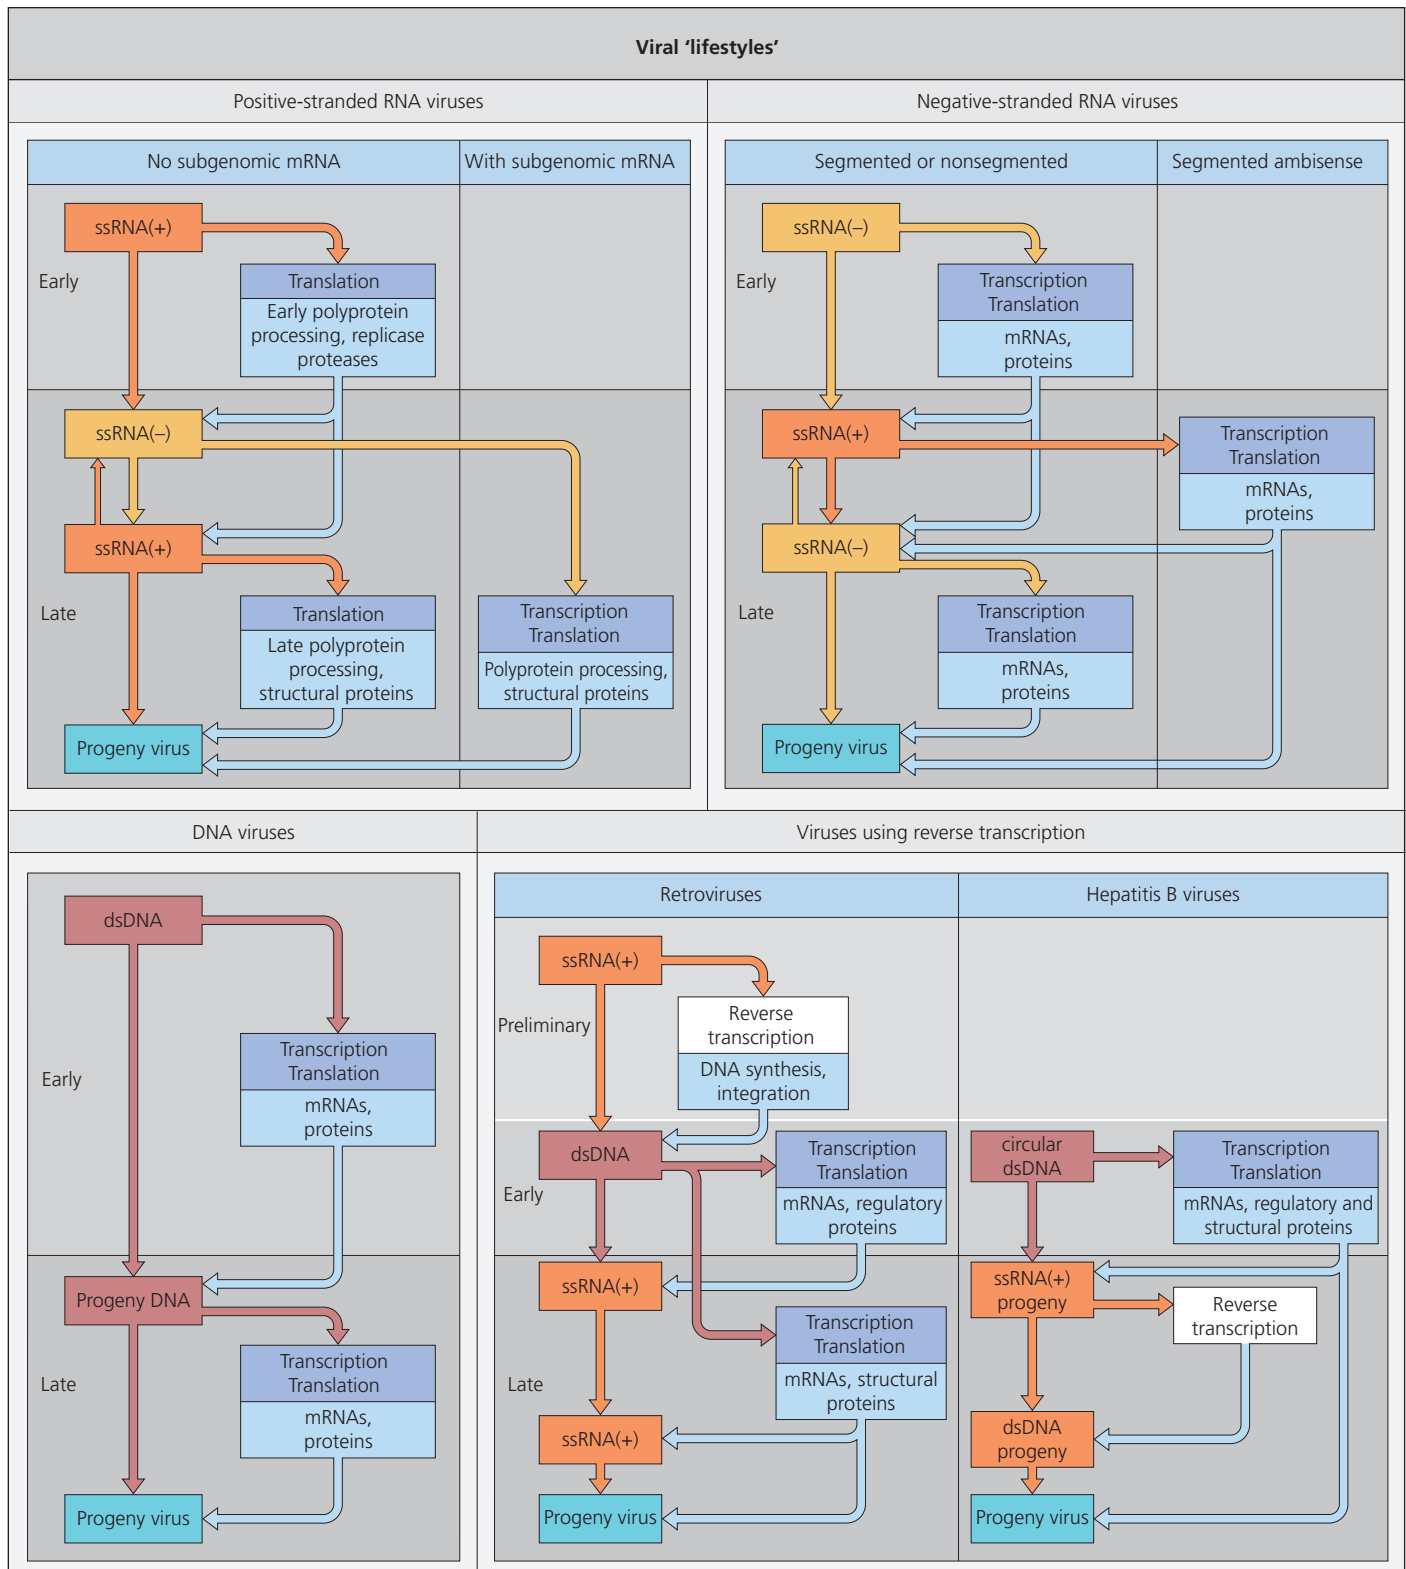 Viral ‘lifestyles’
Positive-stranded RNA viruses
Negative-stranded RNA viruses
No subgenomic mRNA
With subgenomic mRNA
ssRNA(+)
Early
Translation
Early polyprotein
processing, replicase
proteases
ssRNA(–)
ssRNA(+)
Late
Translation
Late polyprotein
processing,
structural proteins
Transcription
Translation
Polyprotein processing,
structural proteins
Progeny virus
Segmented or nonsegmented
Segmented ambisense
ssRNA(–)
Early
Transcription
Translation
mRNAs,
proteins
ssRNA(+)
Transcription
Translation
mRNAs,
proteins
ssRNA(–)
Late
Transcription
Translation
mRNAs,
proteins
Progeny virus
DNA viruses
Viruses using reverse transcription
dsDNA
Early
Transcription
Translation
mRNAs,
proteins
Progeny DNA
Late
Transcription
Translation
mRNAs,
proteins
Progeny virus
Retroviruses
Hepatitis B viruses
ssRNA(+)
Preliminary
Reverse
transcription
DNA synthesis,
integration
dsDNA
Early
Transcription
Translation
mRNAs, regulatory
proteins
ssRNA(+)
Late
Transcription
Translation
mRNAs, structural
proteins
ssRNA(+)
Progeny virus
circular
dsDNA
Transcription
Translation
mRNAs, regulatory and
structural proteins
ssRNA(+)
progeny
Reverse
transcription
dsDNA
progeny
Progeny virus